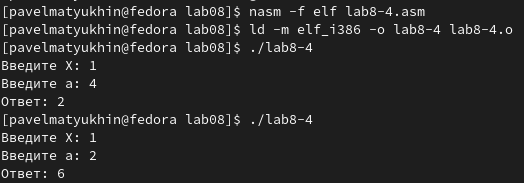 [pavelmatyukhin@fedora lab08]$ nasm -f elf lab8-4.asm
[pavelmatyukhin@fedora lab08]$ ld -m elf_i386 -o lab8-4 lab8-4.o
[pavelmatyukhin@fedora lab08]$ ./lab8-4
Введите X: 1
Введите a: 4
Ответ: 2
[pavelmatyukhin@fedora lab08]$ ./lab8-4
Введите X: 1
Введите a: 2
Ответ: 6